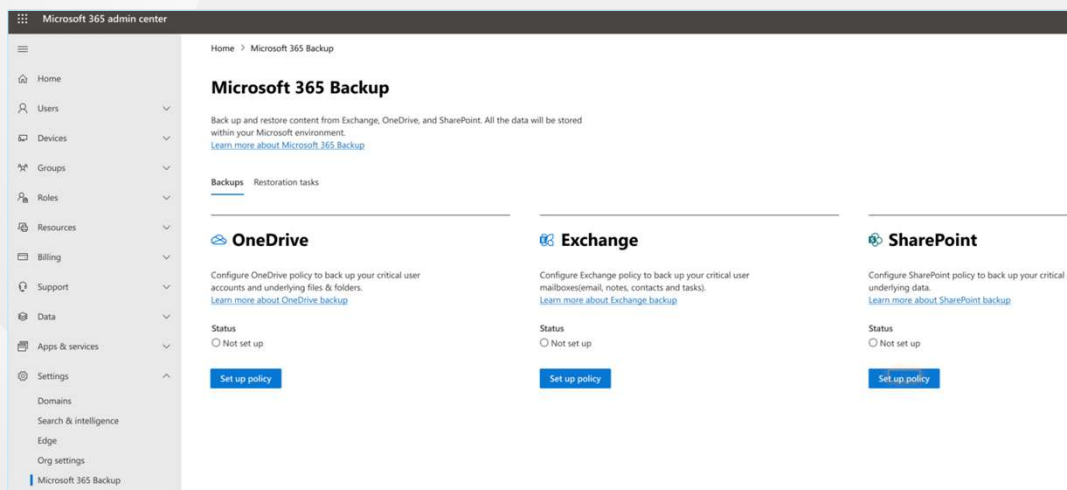 Microsoft 365 admin center
Home
Users
Devices
Groups
Roles
Resources
Billing
Support
Data
Apps & services
Settings
Domains
Search & intelligence
Edge
Org settings
Microsoft 365 Backup
Home > Microsoft 365 Backup
Microsoft 365 Backup
Back up and restore content from Exchange, OneDrive, and SharePoint. All the data will be stored
within your Microsoft environment.
Learn more about Microsoft 365 Backup
Backups Restoration tasks
OneDrive
Configure OneDrive policy to back up your critical user
accounts and underlying files & folders.
Learn more about OneDrive backup
Status
Not set up
Set up policy
Exchange
Configure Exchange policy to back up your critical user
mailboxes(email, notes, contacts and tasks).
Learn more about Exchange backup
Status
Not set up
Set up policy
SharePoint
Configure SharePoint policy to back up your critical
underlying data.
Learn more about SharePoint backup
Status
Not set up
Set up policy